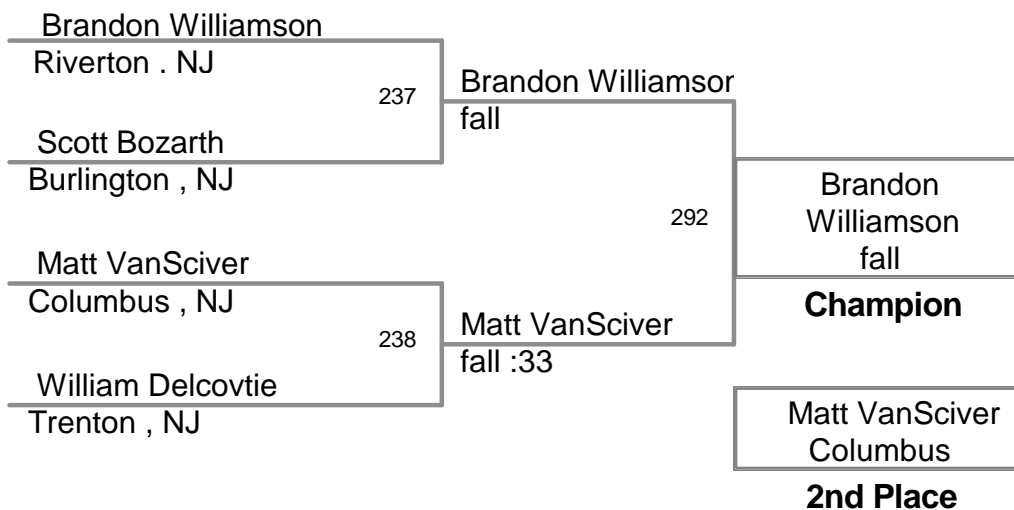 Brandon Williamson
Riverton . NJ
237
Brandon Williamson
fall
Scott Bozarth
Burlington , NJ
292
Brandon
Williamson
fall
Champion
Matt VanSciver
Columbus , NJ
238
Matt VanSciver
fall :33
William Delcovtie
Trenton , NJ
Matt VanSciver
Columbus
2nd Place